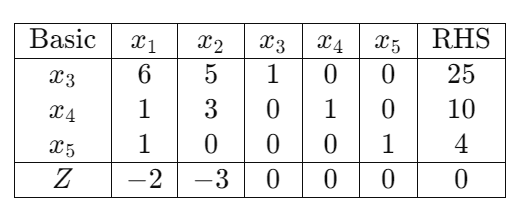 Basic x₁ x₂ x₃ x₄ x₅ RHS
x₃ 6 5 1 0 0 25
x₄ 1 3 0 1 0 10
x₅ 1 0 0 0 1 4
Z −2 −3 0 0 0 0